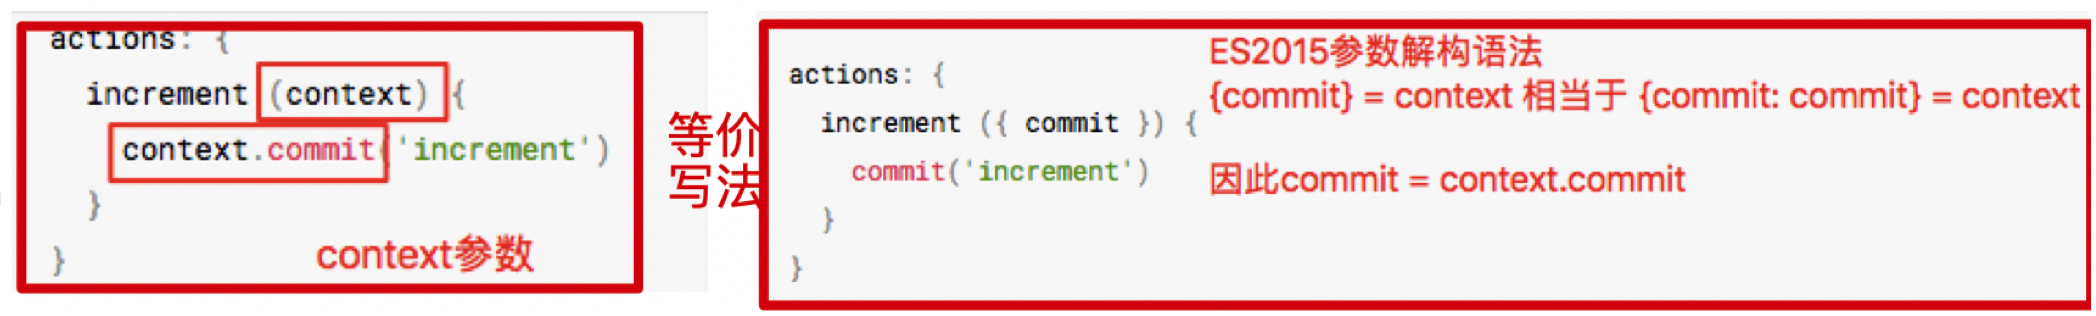 actions: {
increment (context) {
context.commit('increment')
}
}
context参数
等价
写法
actions: {
increment ({ commit }) {
commit('increment')
}
}
ES2015参数解构语法
{commit} = context 相当于 {commit: commit} = context
因此commit = context.commit